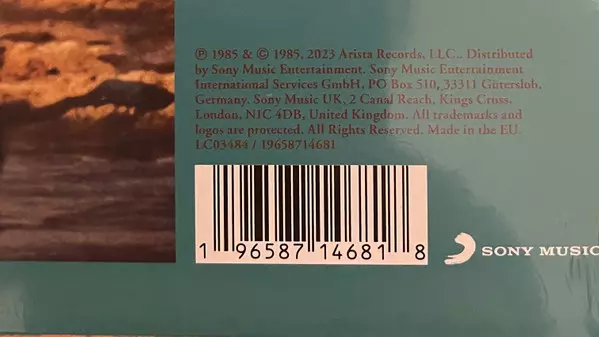 ℗ 1985 & © 1985, 2023 Arista Records, LLC.. Distributed
by Sony Music Entertainment. Sony Music Entertainment
International Services GmbH, PO Box 510, 33311 Gütersloh,
Germany. Sony Music UK, 2 Canal Reach, Kings Cross,
London, N1C 4DB, United Kingdom. All trademarks and
logos are protected. All Rights Reserved. Made in the EU.
LC03484 / 19658714681
1 96587 14681 8
SONY MUSIC